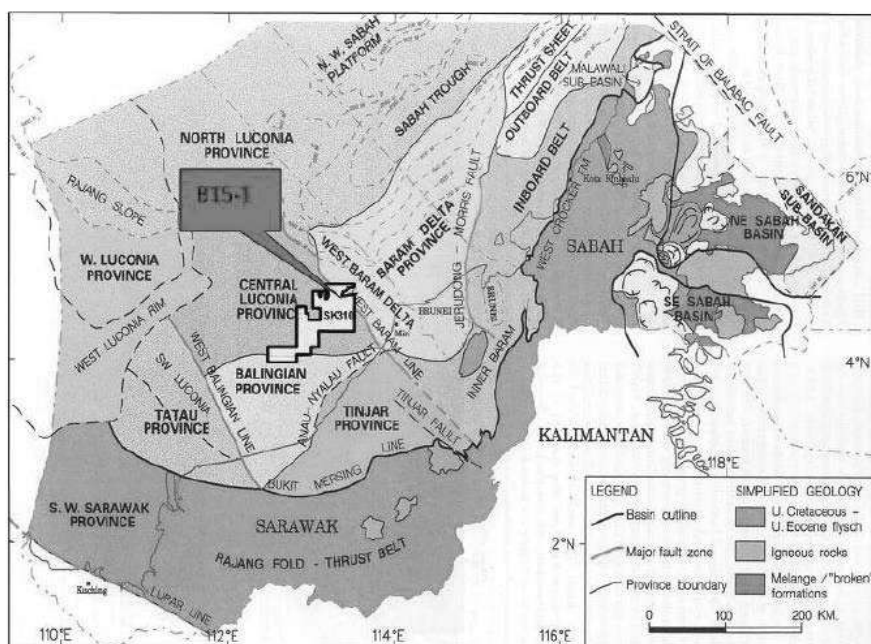 N. W. SABAH
PLATFORM
SABAH TROUGH
THRUST SHEET
OUTBOARD BELT
MALAWALI
SUB-BASIN
STRAIT OF BALABAC FAULT
NORTH LUCONIA
PROVINCE
RAJANG SLOPE
B15-1
W. LUCONIA
PROVINCE
WEST LUCONIA RIM
CENTRAL
LUCONIA
PROVINC
SK310
WEST BARAM DELTA
BARAM DELTA
PROVINCE
JERUDONG - MORRIS FAULT
INBOARD BELT
WEST CROCKER FM
Kota Kinabalu
6°N
SABAH
NE SABAH
BASIN
SANDAKAN
SUB-BASIN
SE SABAH
BASIN
BRUNEI
Miri
WEST BARAM LINE
INNER BARAM
4°N
BALINGIAN
PROVINCE
SW LUCONIA
WEST BALINGIAN LINE
ANAU - NYALAU FAULT
TATAU
PROVINCE
TINJAR
PROVINCE
TINJAR FAULT
BUKIT - MERSING LINE
KALIMANTAN
118°E
S. W. SARAWAK
PROVINCE
SARAWAK
RAJANG FOLD - THRUST BELT
Kuching
LUPAR LINE
2°N
LEGEND
Basin outline
Major fault zone
Province boundary
SIMPLIFIED GEOLOGY
U. Cretaceous -
U. Eocene flysch
Igneous rocks
Melange /"broken"
formations
0 100 200 KM.
110°E 112°E 114°E 116°E